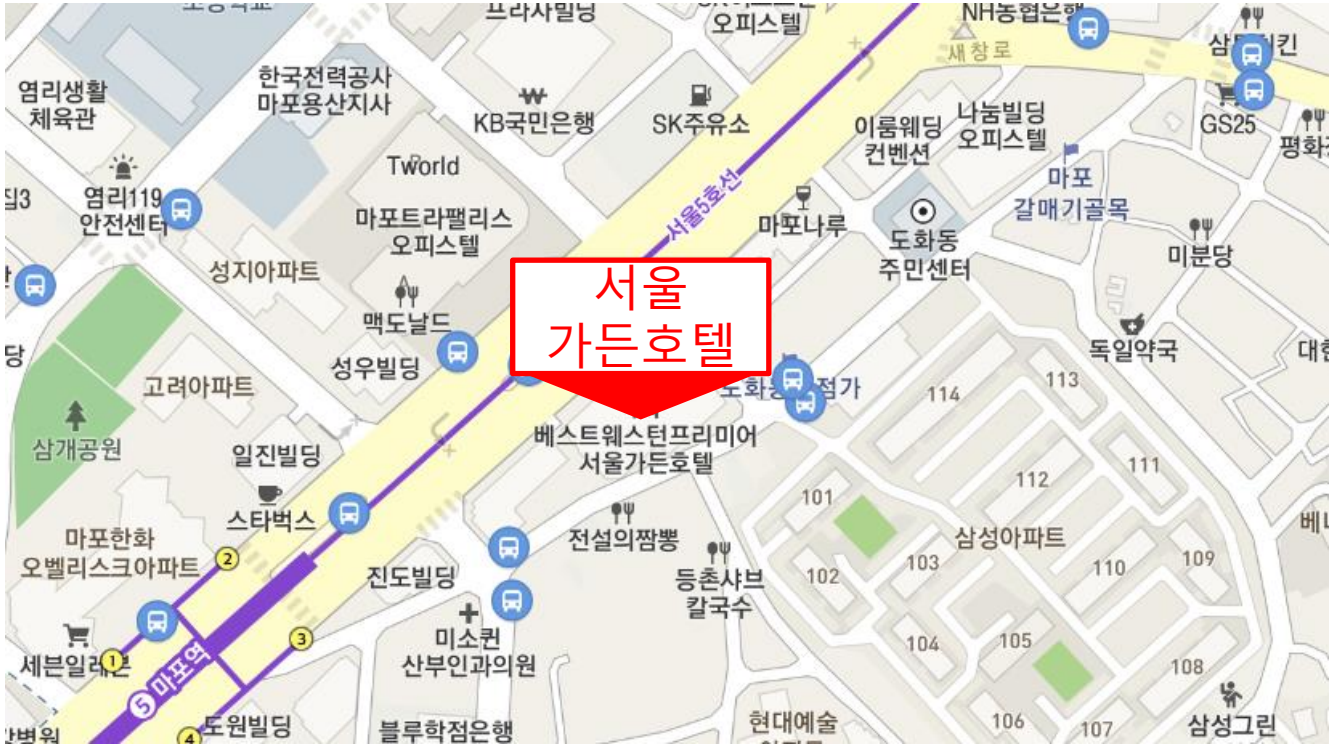 프라자빌딩
오피스텔
NH농협은행
새창로
염리생활
체육관
한국전력공사
마포용산지사
KB국민은행
SK주유소
이룸웨딩
컨벤션
나눔빌딩
오피스텔
GS25
Tworld
염리119
안전센터
마포트라팰리스
오피스텔
서울5호선
마포나루
도화동
주민센터
마포
갈매기골목
미분당
성지아파트
맥도날드
서울
가든호텔
독일약국
성우빌딩
고려아파트
114
113
삼개공원
일진빌딩
베스트웨스턴프리미어
서울가든호텔
101
112
111
스타벅스
전설의짬뽕
삼성아파트
마포한화
오벨리스크아파트
2
진도빌딩
등촌샤브
칼국수
102
103
110
109
세븐일레븐
1
3
미소퀸
산부인과의원
104
105
108
5 마포역
4
도원빌딩
블루학점은행
현대예술
106
107
삼성그린